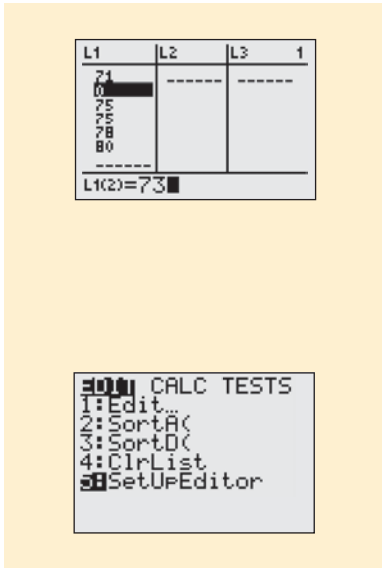 L1 L2 L3 1
71 ------ ------
0
75
75
78
80
------
L1(2)=73
EDIT CALC TESTS
1:Edit…
2:SortA(
3:SortD(
4:ClrList
5:SetUpEditor